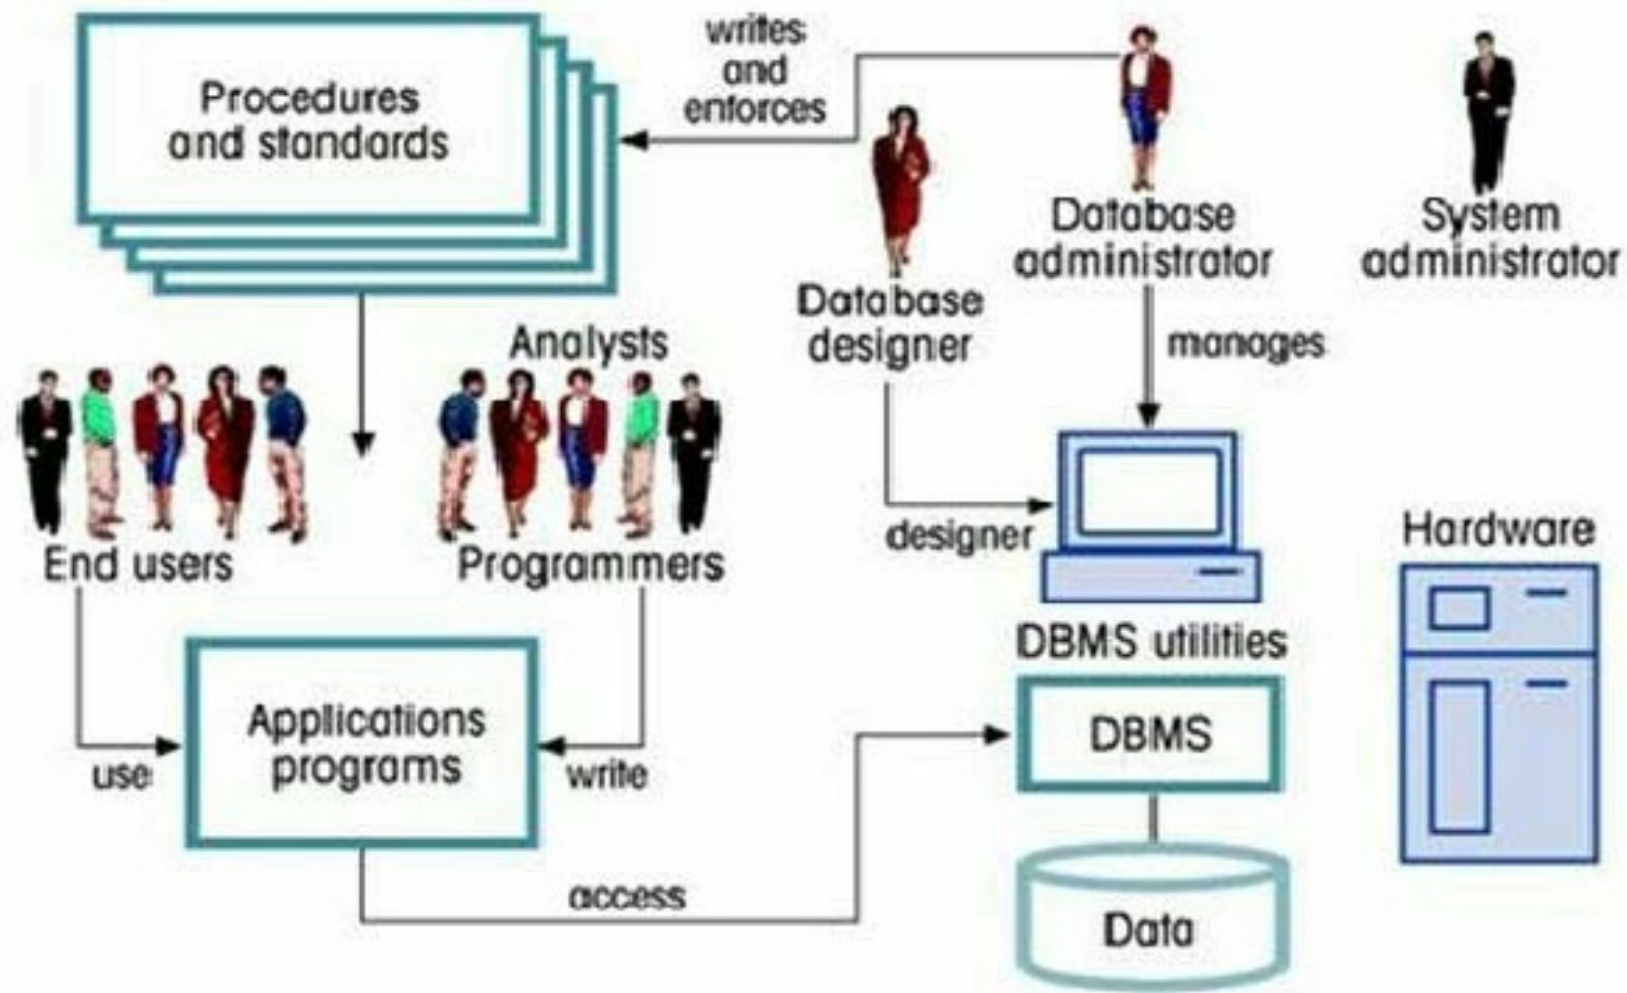 Procedures
and standards
writes
and
enforces
Database
administrator
System
administrator
Database
designer
manages
Analysts
End users
Programmers
designer
Hardware
DBMS utilities
Applications
programs
use
write
DBMS
access
Data